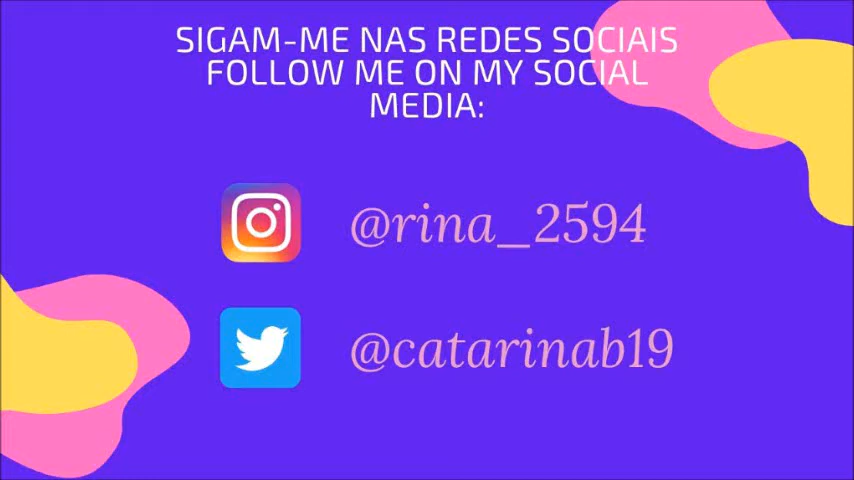 SIGAM-ME NAS REDES SOCIAIS
FOLLOW ME ON MY SOCIAL
MEDIA:
@rina_2594
@catarinab19